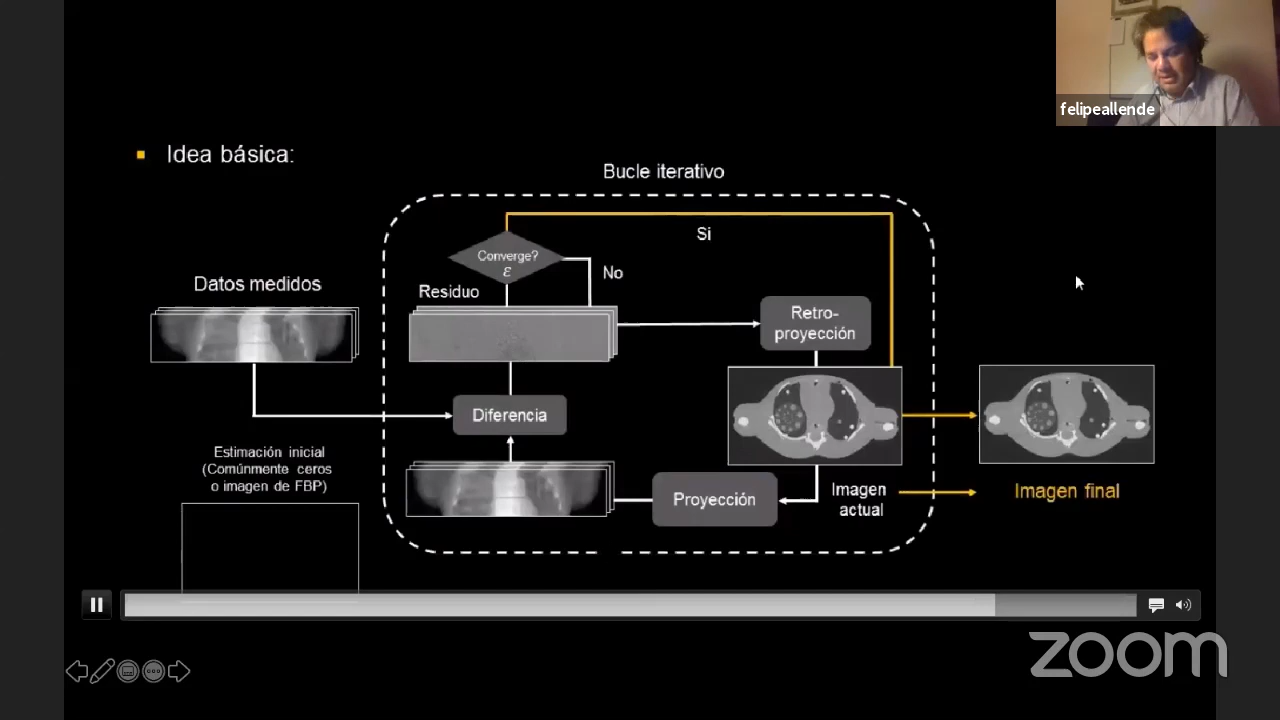 felipeallende
Idea básica:
Bucle iterativo
Si
Converge?
ε
No
Datos medidos
Residuo
Retro-
proyección
Diferencia
Estimación inicial
(Comúnmente ceros
o imagen de FBP)
Proyección
Imagen
actual
Imagen final
zoom